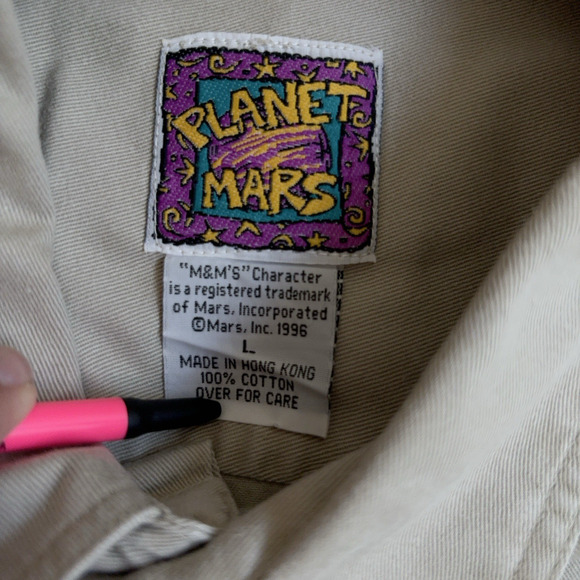 PLANET
MARS
"M&M'S" Character
is a registered trademark
of Mars, Incorporated
©Mars, Inc. 1996
L
MADE IN HONG KONG
100% COTTON
OVER FOR CARE